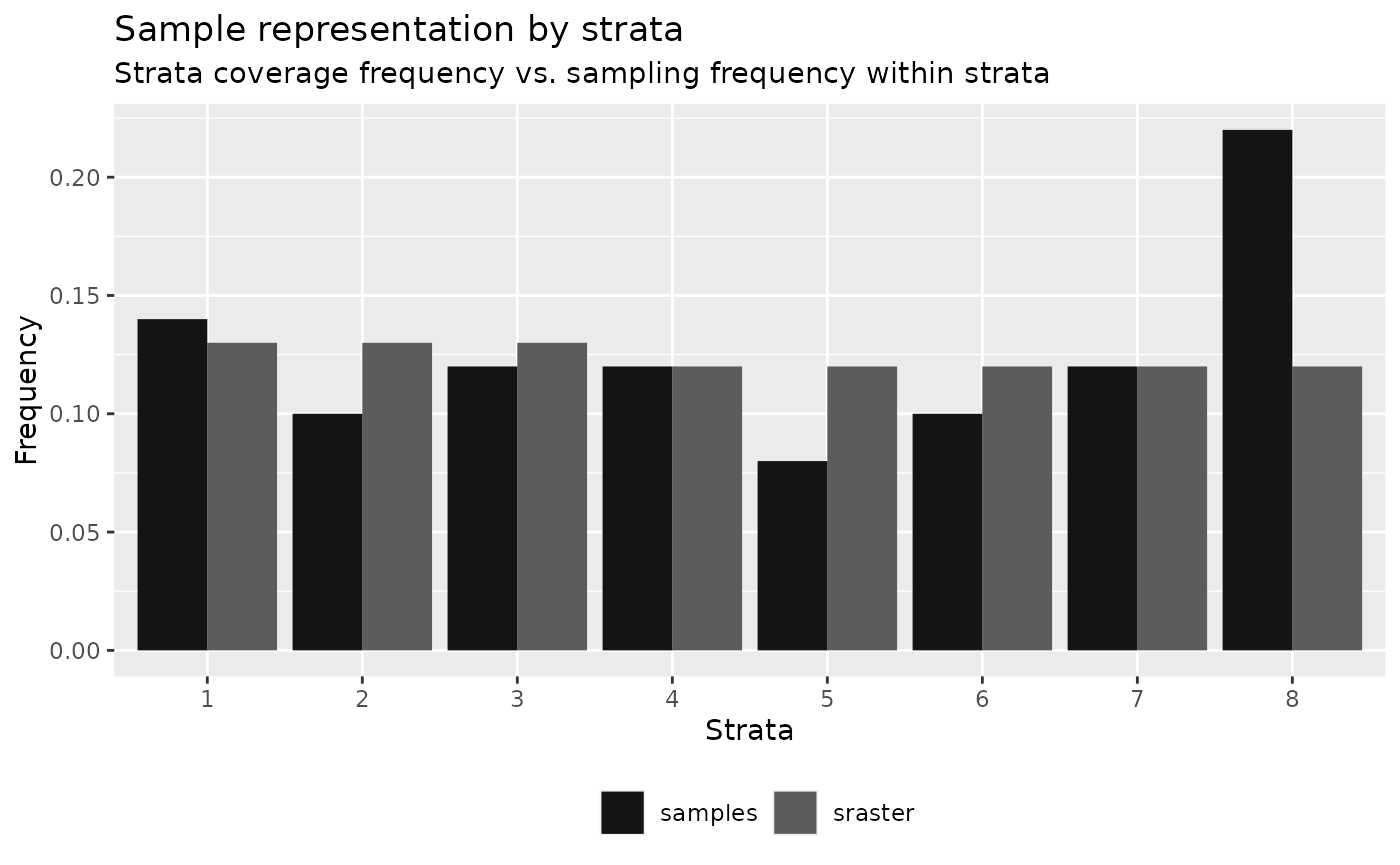 Sample representation by strata
Strata coverage frequency vs. sampling frequency within strata
Frequency
0.20
0.15
0.10
0.05
0.00
1 2 3 4 5 6 7 8
Strata
samples sraster